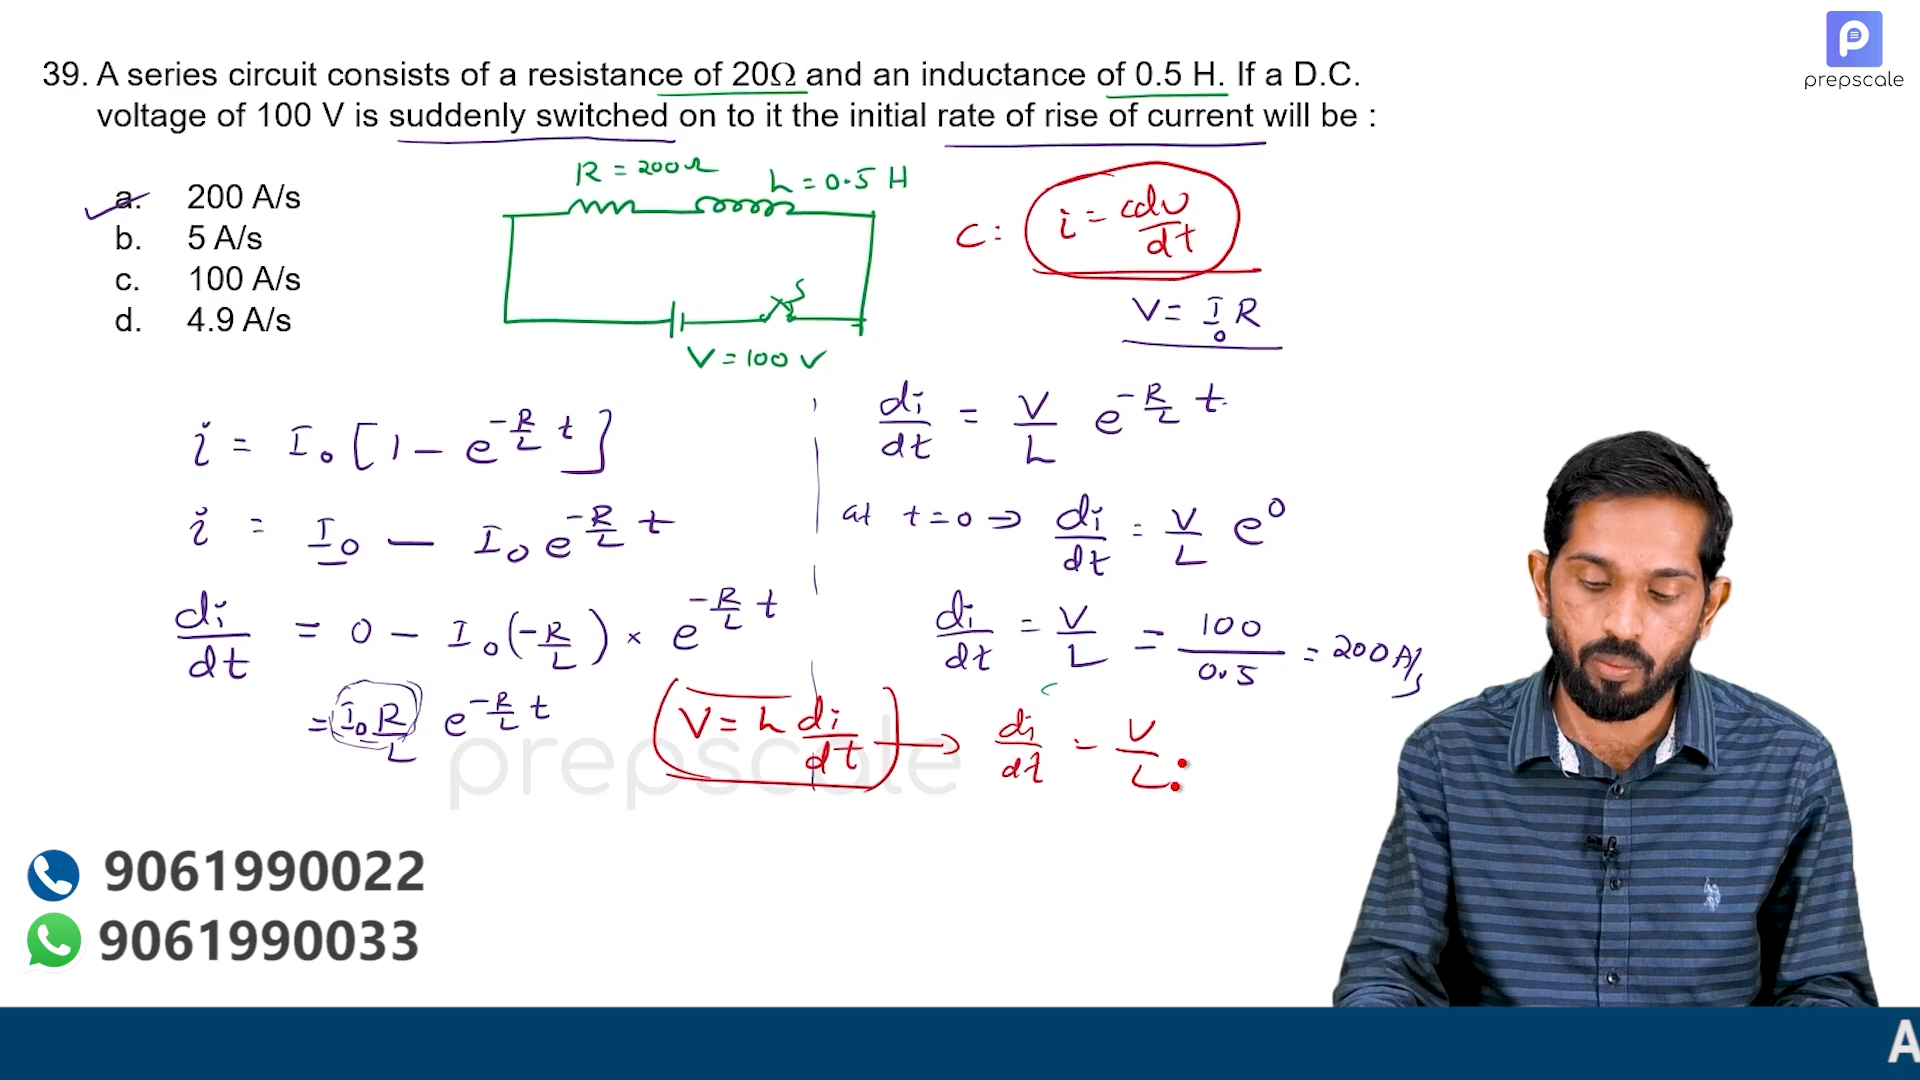 prepscale
39. A series circuit consists of a resistance of 20Ω and an inductance of 0.5 H. If a D.C.
voltage of 100 V is suddenly switched on to it the initial rate of rise of current will be :
a. 200 A/s
b. 5 A/s
c. 100 A/s
d. 4.9 A/s
R = 200Ω
L = 0.5 H
S
V = 100 V
C: i = cdv/dt
V = I₀R
i = I₀[1 - e^(-R/L t)]
i = I₀ - I₀ e^(-R/L t)
di/dt = 0 - I₀(-R/L) × e^(-R/L t)
= I₀R/L e^(-R/L t)
di/dt = V/L e^(-R/L t)
at t=0 ⇒ di/dt = V/L e⁰
di/dt = V/L = 100/0.5 = 200 A/s
V = L di/dt → di/dt = V/L
prepscale
9061990022
9061990033
A